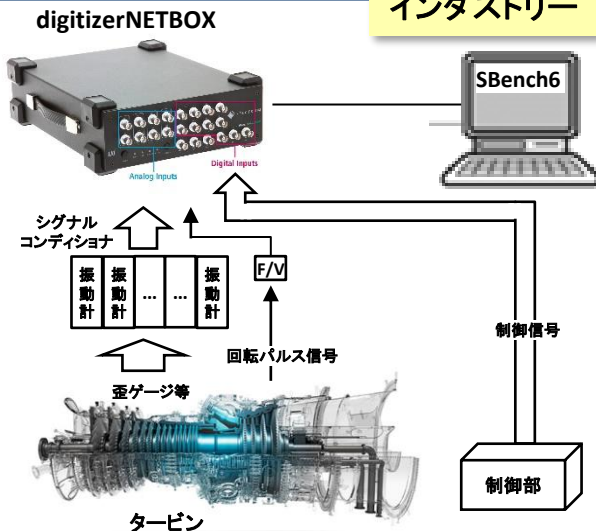 インダストリー
digitizerNETBOX
SBench6
Analog Inputs
Digital Inputs
シグナル
コンディショナ
F/V
振動計
振動計
...
...
振動計
回転パルス信号
制御信号
歪ゲージ等
制御部
タービン